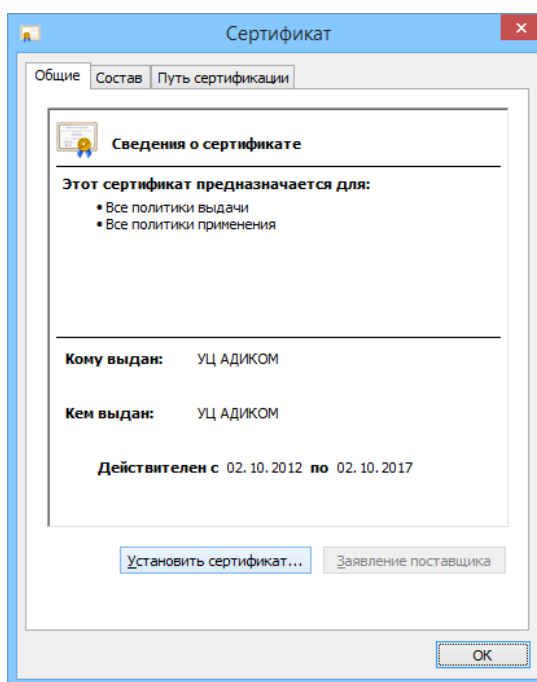 Сертификат
Общие Состав Путь сертификации
Сведения о сертификате
Этот сертификат предназначается для:
• Все политики выдачи
• Все политики применения
Кому выдан: УЦ АДИКОМ
Кем выдан: УЦ АДИКОМ
Действителен с 02.10.2012 по 02.10.2017
Установить сертификат... Заявление поставщика
ОК